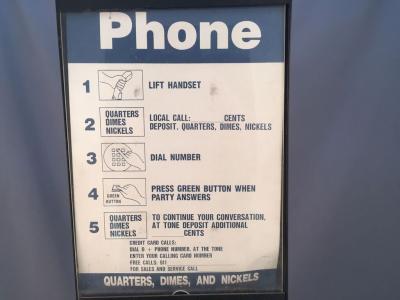 Phone
1 LIFT HANDSET
2 QUARTERS DIMES NICKELS LOCAL CALL: CENTS
DEPOSIT, QUARTERS, DIMES, NICKELS
3 DIAL NUMBER
4 GREEN BUTTON PRESS GREEN BUTTON WHEN
PARTY ANSWERS
5 QUARTERS DIMES NICKELS TO CONTINUE YOUR CONVERSATION,
AT TONE DEPOSIT ADDITIONAL
CENTS
CREDIT CARD CALLS:
DIAL 0 + PHONE NUMBER, AT THE TONE
ENTER YOUR CALLING CARD NUMBER
FREE CALLS: 911
FOR SALES AND SERVICE CALL
QUARTERS, DIMES, AND NICKELS